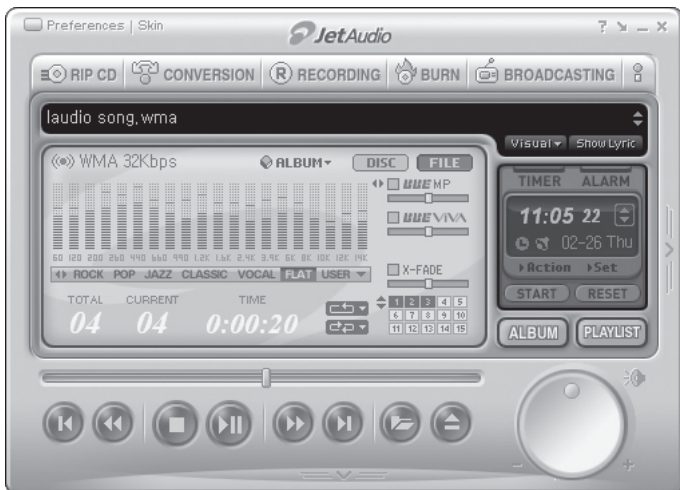 Preferences | Skin
JetAudio
RIP CD CONVERSION R RECORDING BURN BROADCASTING
laudio song.wma
Visual Show Lyric
WMA 32Kbps ALBUM DISC FILE
BBE MP
BBE ViVA
60 120 200 260 440 660 990 1.2K 1.6K 2.4K 3.9K 6K 8K 10K 12K 14K
ROCK POP JAZZ CLASSIC VOCAL FLAT USER
X-FADE
TOTAL CURRENT TIME
04 04 0:00:20
1 2 3 4 5
6 7 8 9 10
11 12 13 14 15
TIMER ALARM
11:05 22
02-26 Thu
Action Set
START RESET
ALBUM PLAYLIST